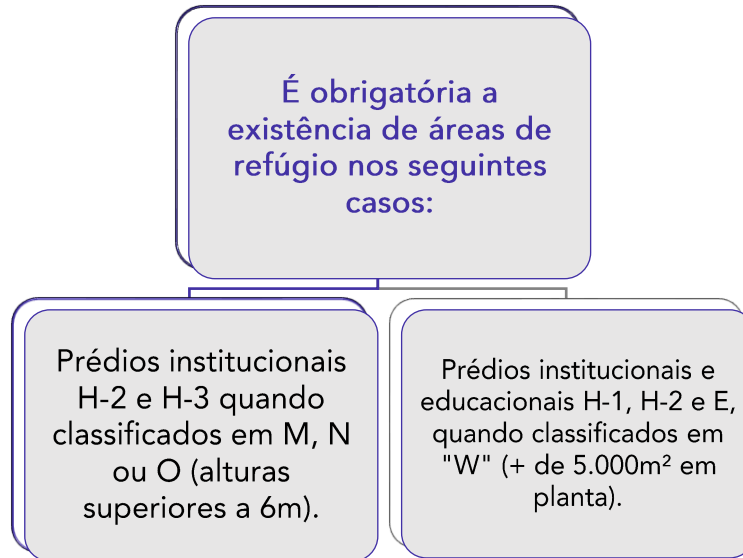 É obrigatória a
existência de áreas de
refúgio nos seguintes
casos:
Prédios institucionais
H-2 e H-3 quando
classificados em M, N
ou O (alturas
superiores a 6m).
Prédios institucionais e
educacionais H-1, H-2 e E,
quando classificados em
"W" (+ de 5.000m² em
planta).